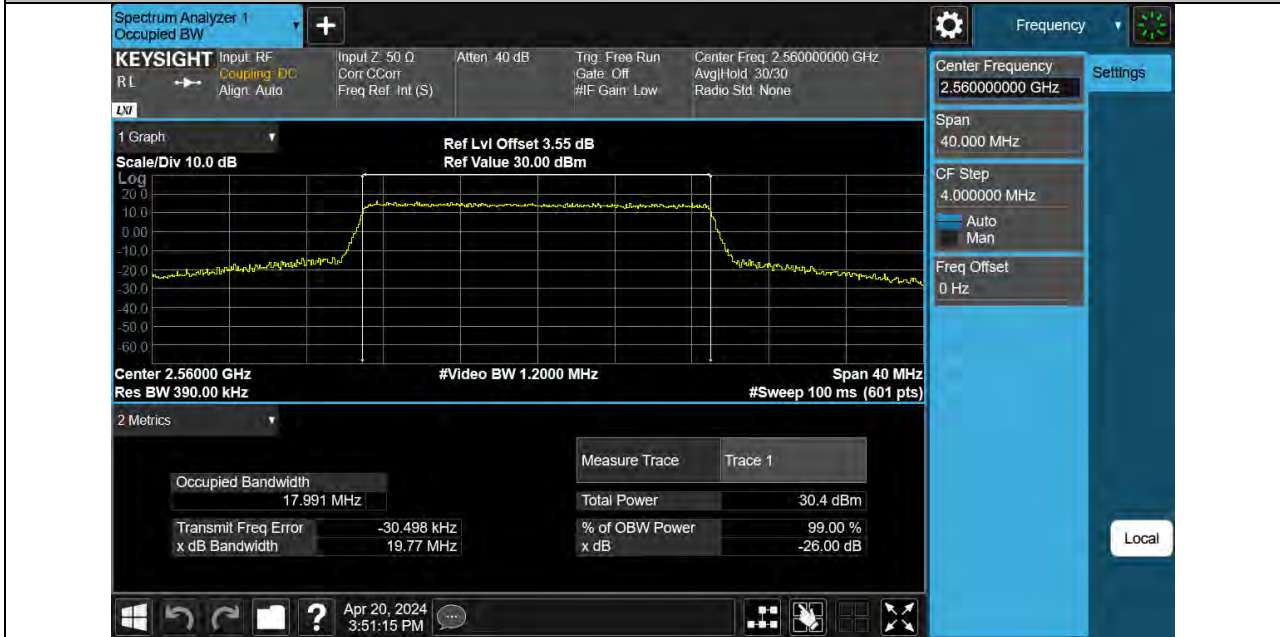 Spectrum Analyzer 1
Occupied BW
Frequency
KEYSIGHT Input: RF
R L Coupling: DC
Align: Auto
LXI
Input Z: 50 Ω
Corr CCorr
Freq Ref: Int (S)
Atten: 40 dB
Trig: Free Run
Gate: Off
#IF Gain: Low
Center Freq: 2.560000000 GHz
Avg|Hold: 30/30
Radio Std: None
Center Frequency
2.560000000 GHz
Settings
Span
40.000 MHz
CF Step
4.000000 MHz
Auto
Man
Freq Offset
0 Hz
Local
1 Graph
Scale/Div 10.0 dB
Ref Lvl Offset 3.55 dB
Ref Value 30.00 dBm
Log
20.0
10.0
0.00
-10.0
-20.0
-30.0
-40.0
-50.0
-60.0
Center 2.56000 GHz
#Video BW 1.2000 MHz
Span 40 MHz
Res BW 390.00 kHz
#Sweep 100 ms (601 pts)
2 Metrics
Measure Trace Trace 1
Occupied Bandwidth
17.991 MHz
Total Power 30.4 dBm
Transmit Freq Error -30.498 kHz
% of OBW Power 99.00 %
x dB Bandwidth 19.77 MHz
x dB -26.00 dB
?
Apr 20, 2024
3:51:15 PM